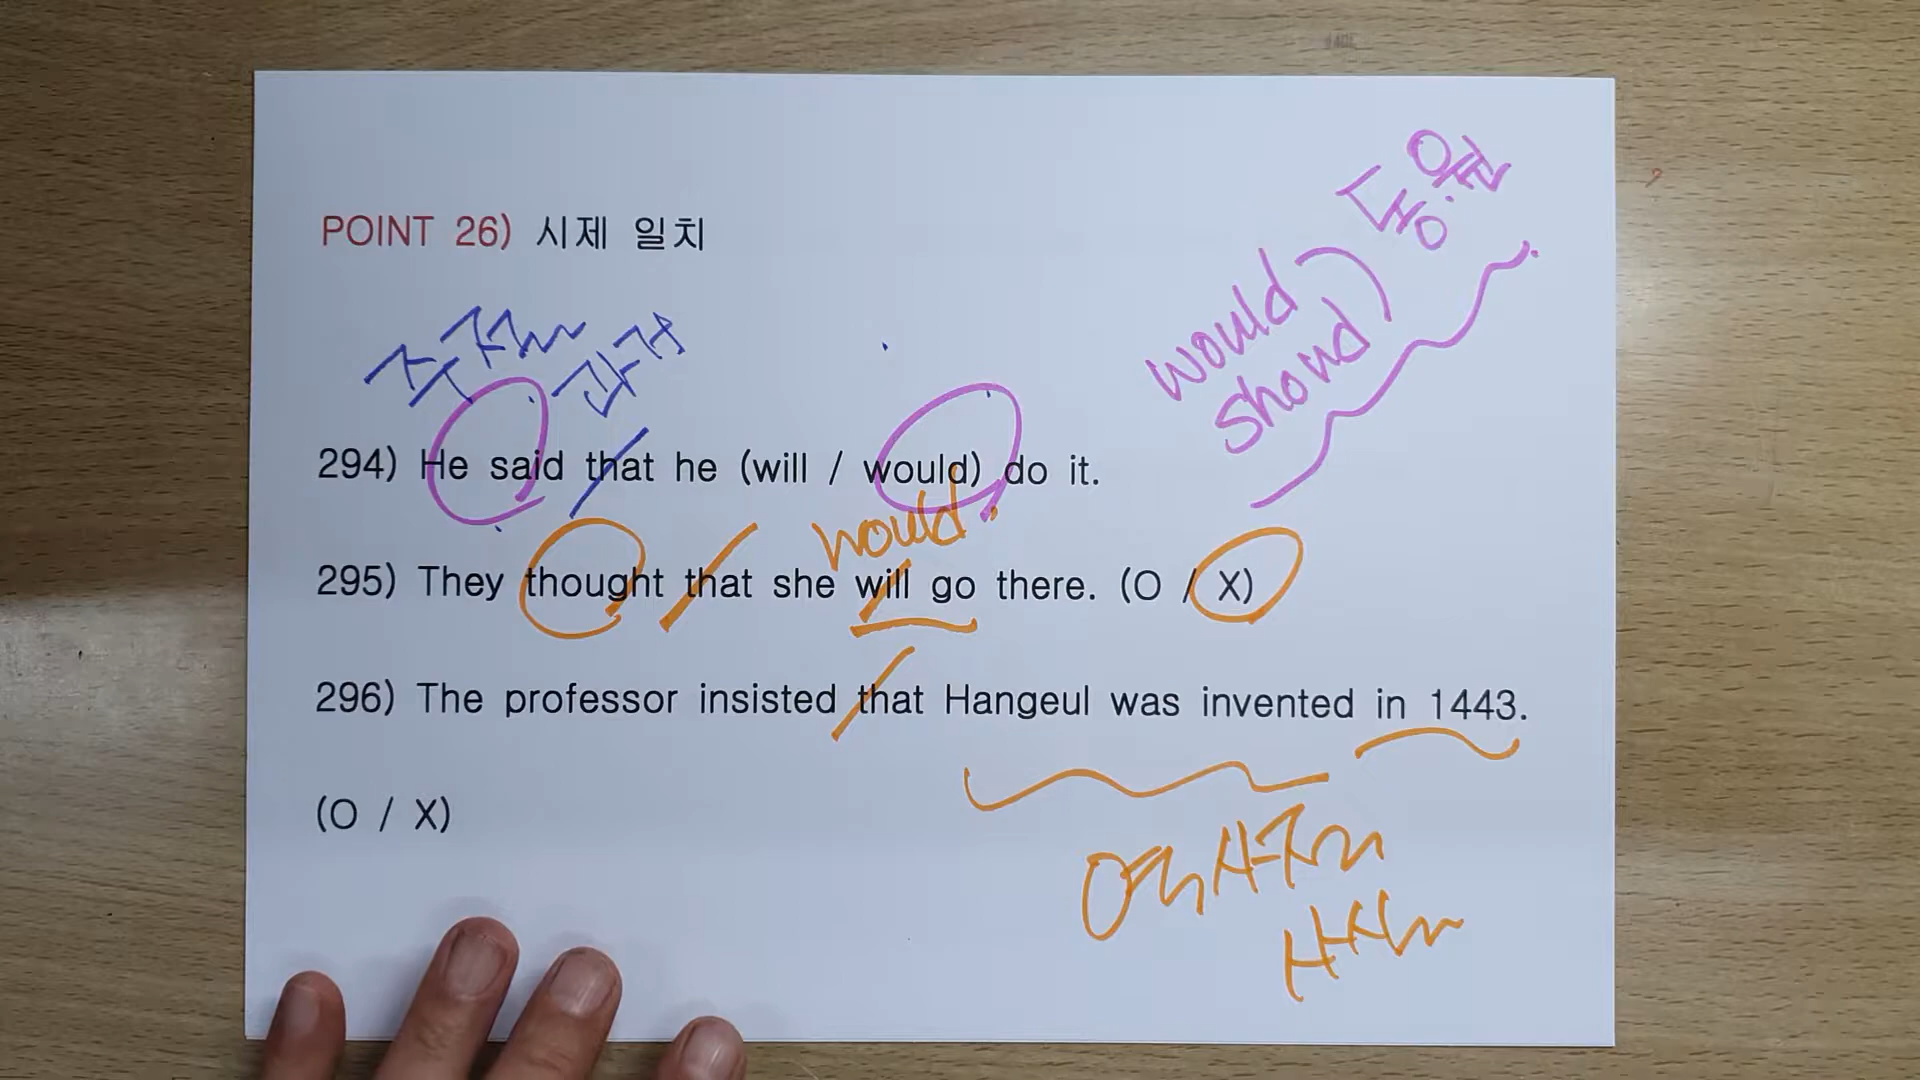 POINT 26) 시제 일치
would
should
동일
주절
과거
294) He said that he (will / would) do it.
would
295) They thought that she will go there. (O / X)
296) The professor insisted that Hangeul was invented in 1443.
(O / X)
역사적
사실